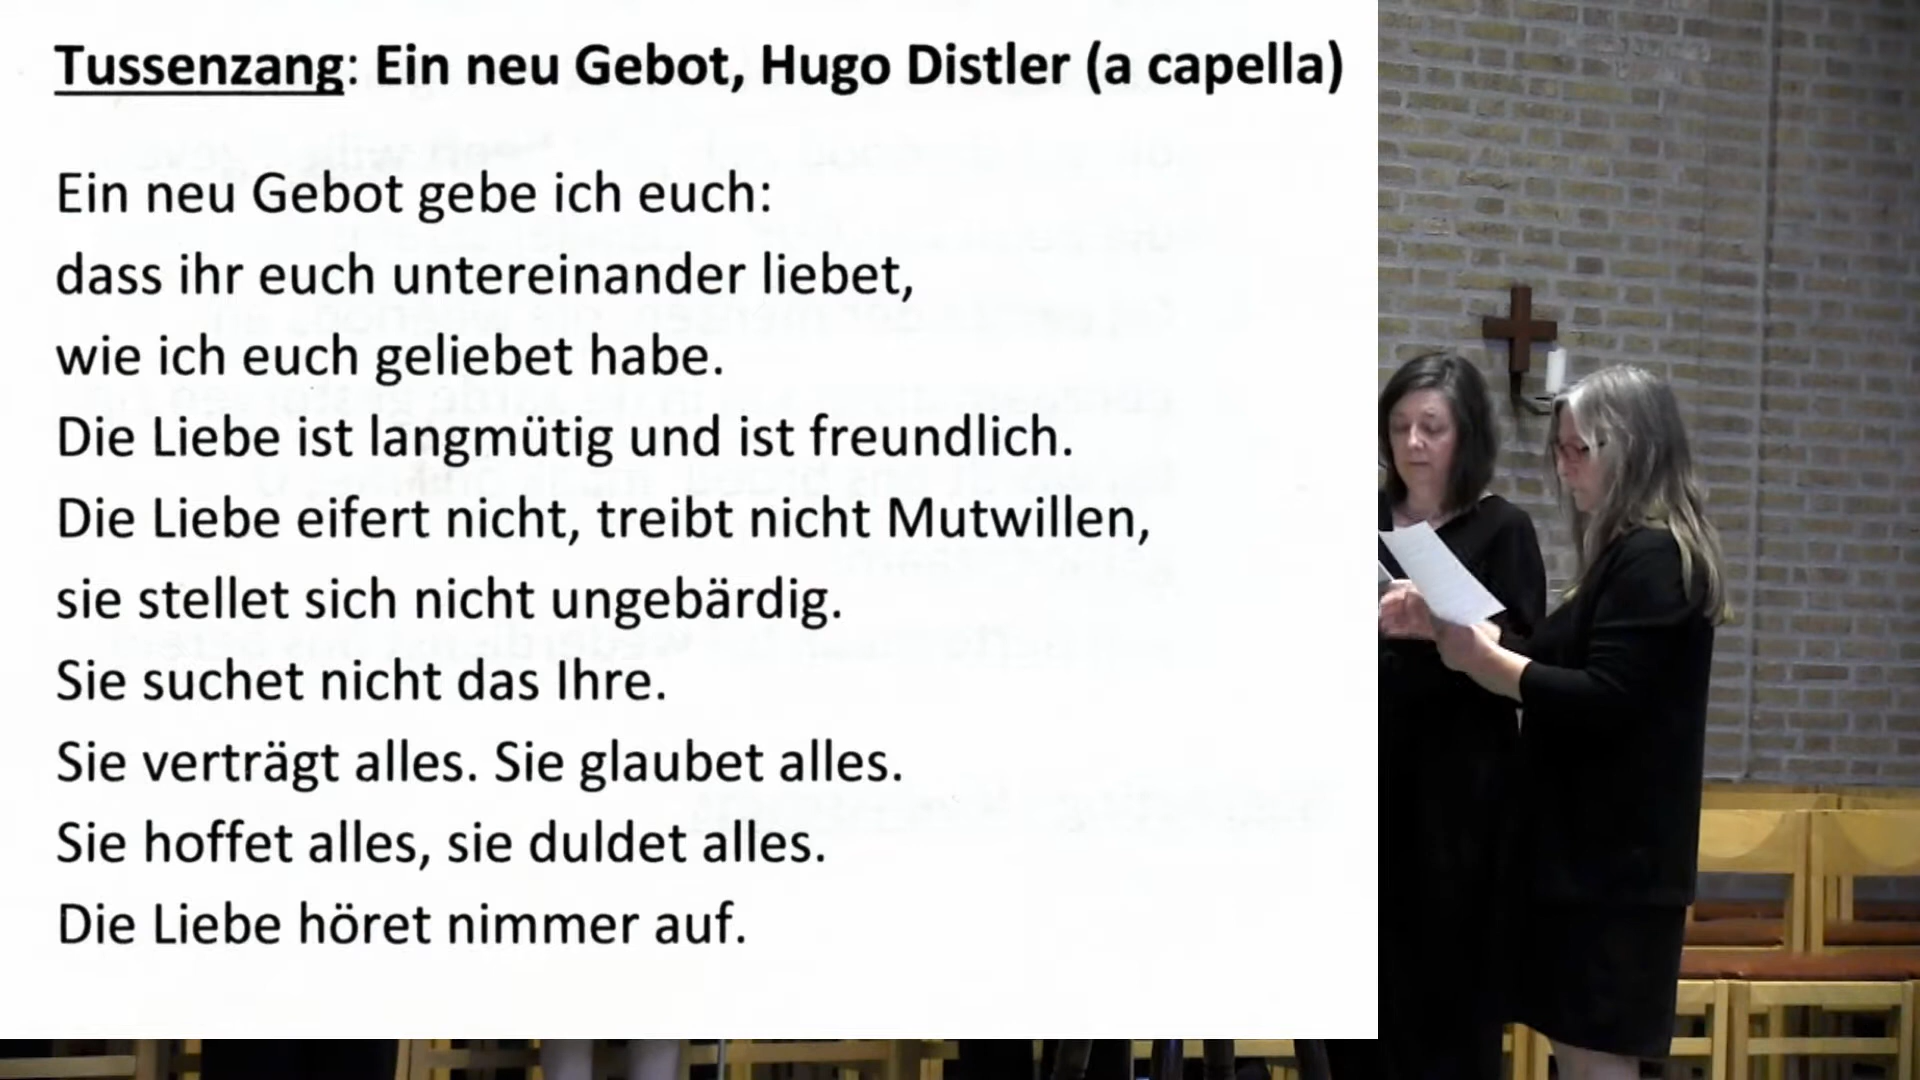 Tussenzang: Ein neu Gebot, Hugo Distler (a capella)
Ein neu Gebot gebe ich euch:
dass ihr euch untereinander liebet,
wie ich euch geliebet habe.
Die Liebe ist langmütig und ist freundlich.
Die Liebe eifert nicht, treibt nicht Mutwillen,
sie stellet sich nicht ungebärdig.
Sie suchet nicht das Ihre.
Sie verträgt alles. Sie glaubet alles.
Sie hoffet alles, sie duldet alles.
Die Liebe höret nimmer auf.